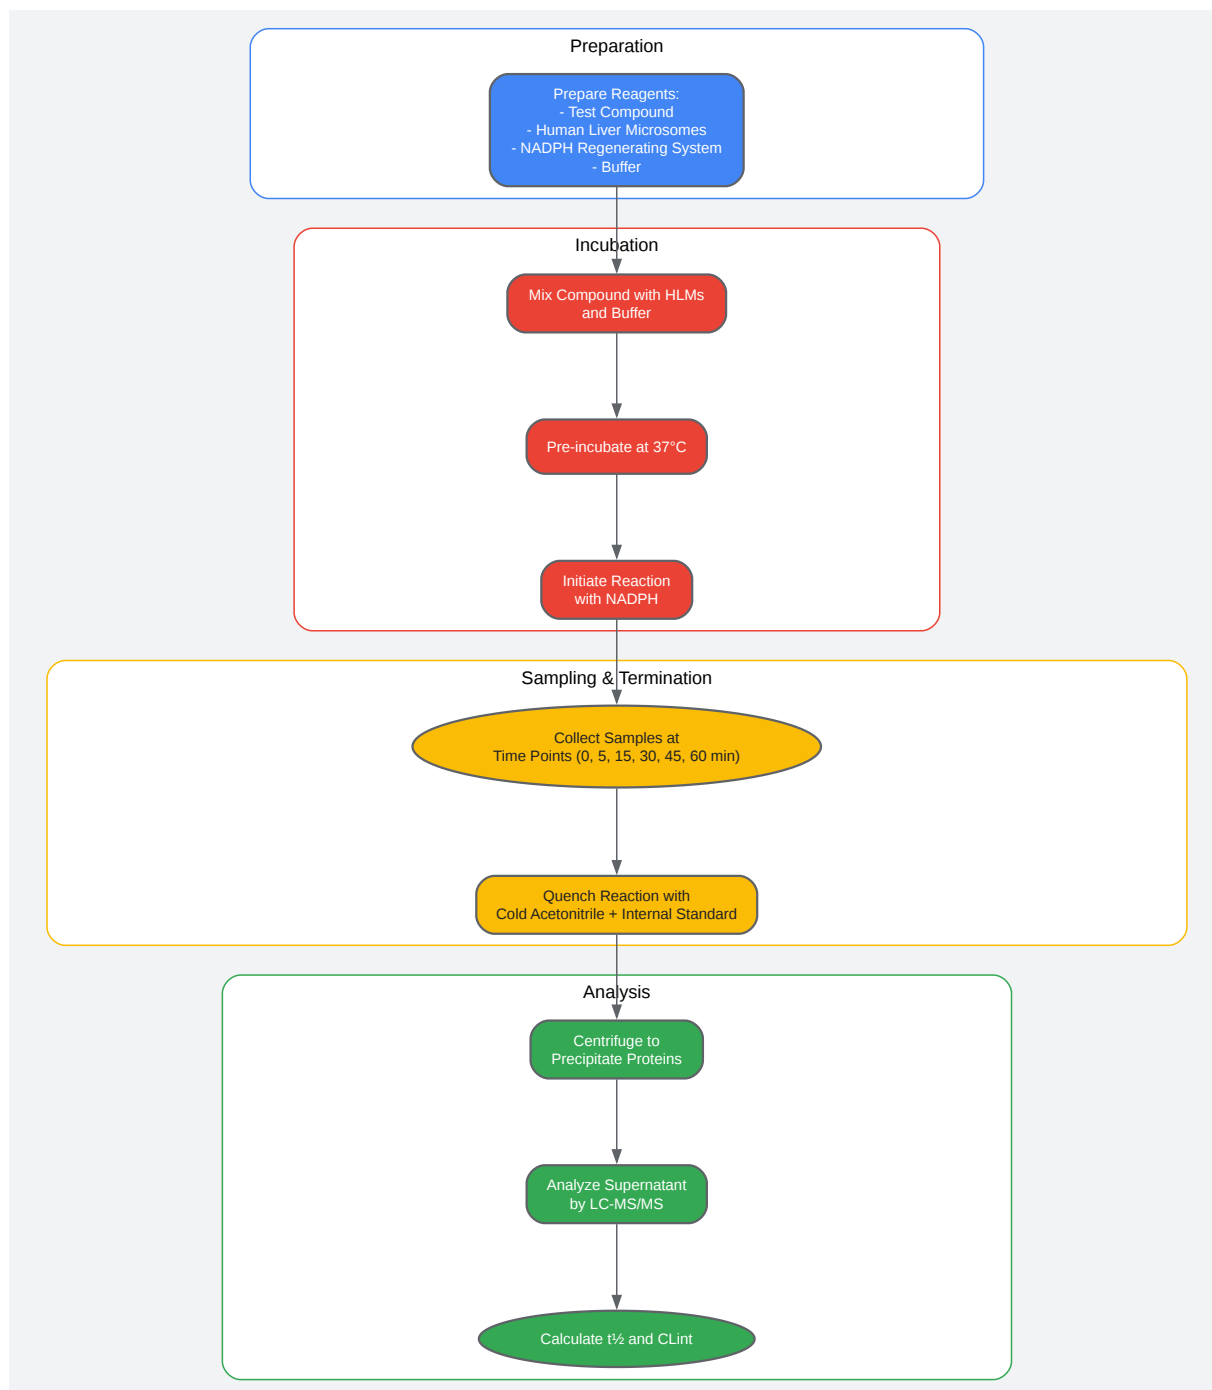 Preparation
Prepare Reagents:
- Test Compound
- Human Liver Microsomes
- NADPH Regenerating System
- Buffer
Incubation
Mix Compound with HLMs
and Buffer
Pre-incubate at 37°C
Initiate Reaction
with NADPH
Sampling & Termination
Collect Samples at
Time Points (0, 5, 15, 30, 45, 60 min)
Quench Reaction with
Cold Acetonitrile + Internal Standard
Analysis
Centrifuge to
Precipitate Proteins
Analyze Supernatant
by LC-MS/MS
Calculate t½ and CLint